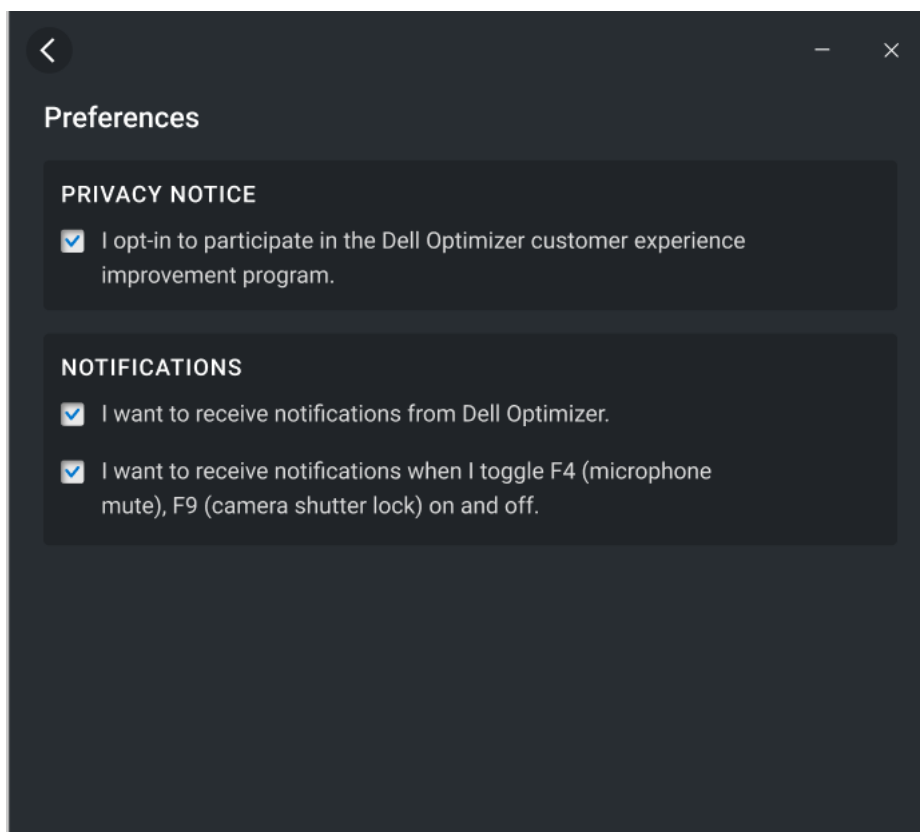 Preferences
PRIVACY NOTICE
I opt-in to participate in the Dell Optimizer customer experience
improvement program.
NOTIFICATIONS
I want to receive notifications from Dell Optimizer.
I want to receive notifications when I toggle F4 (microphone
mute), F9 (camera shutter lock) on and off.